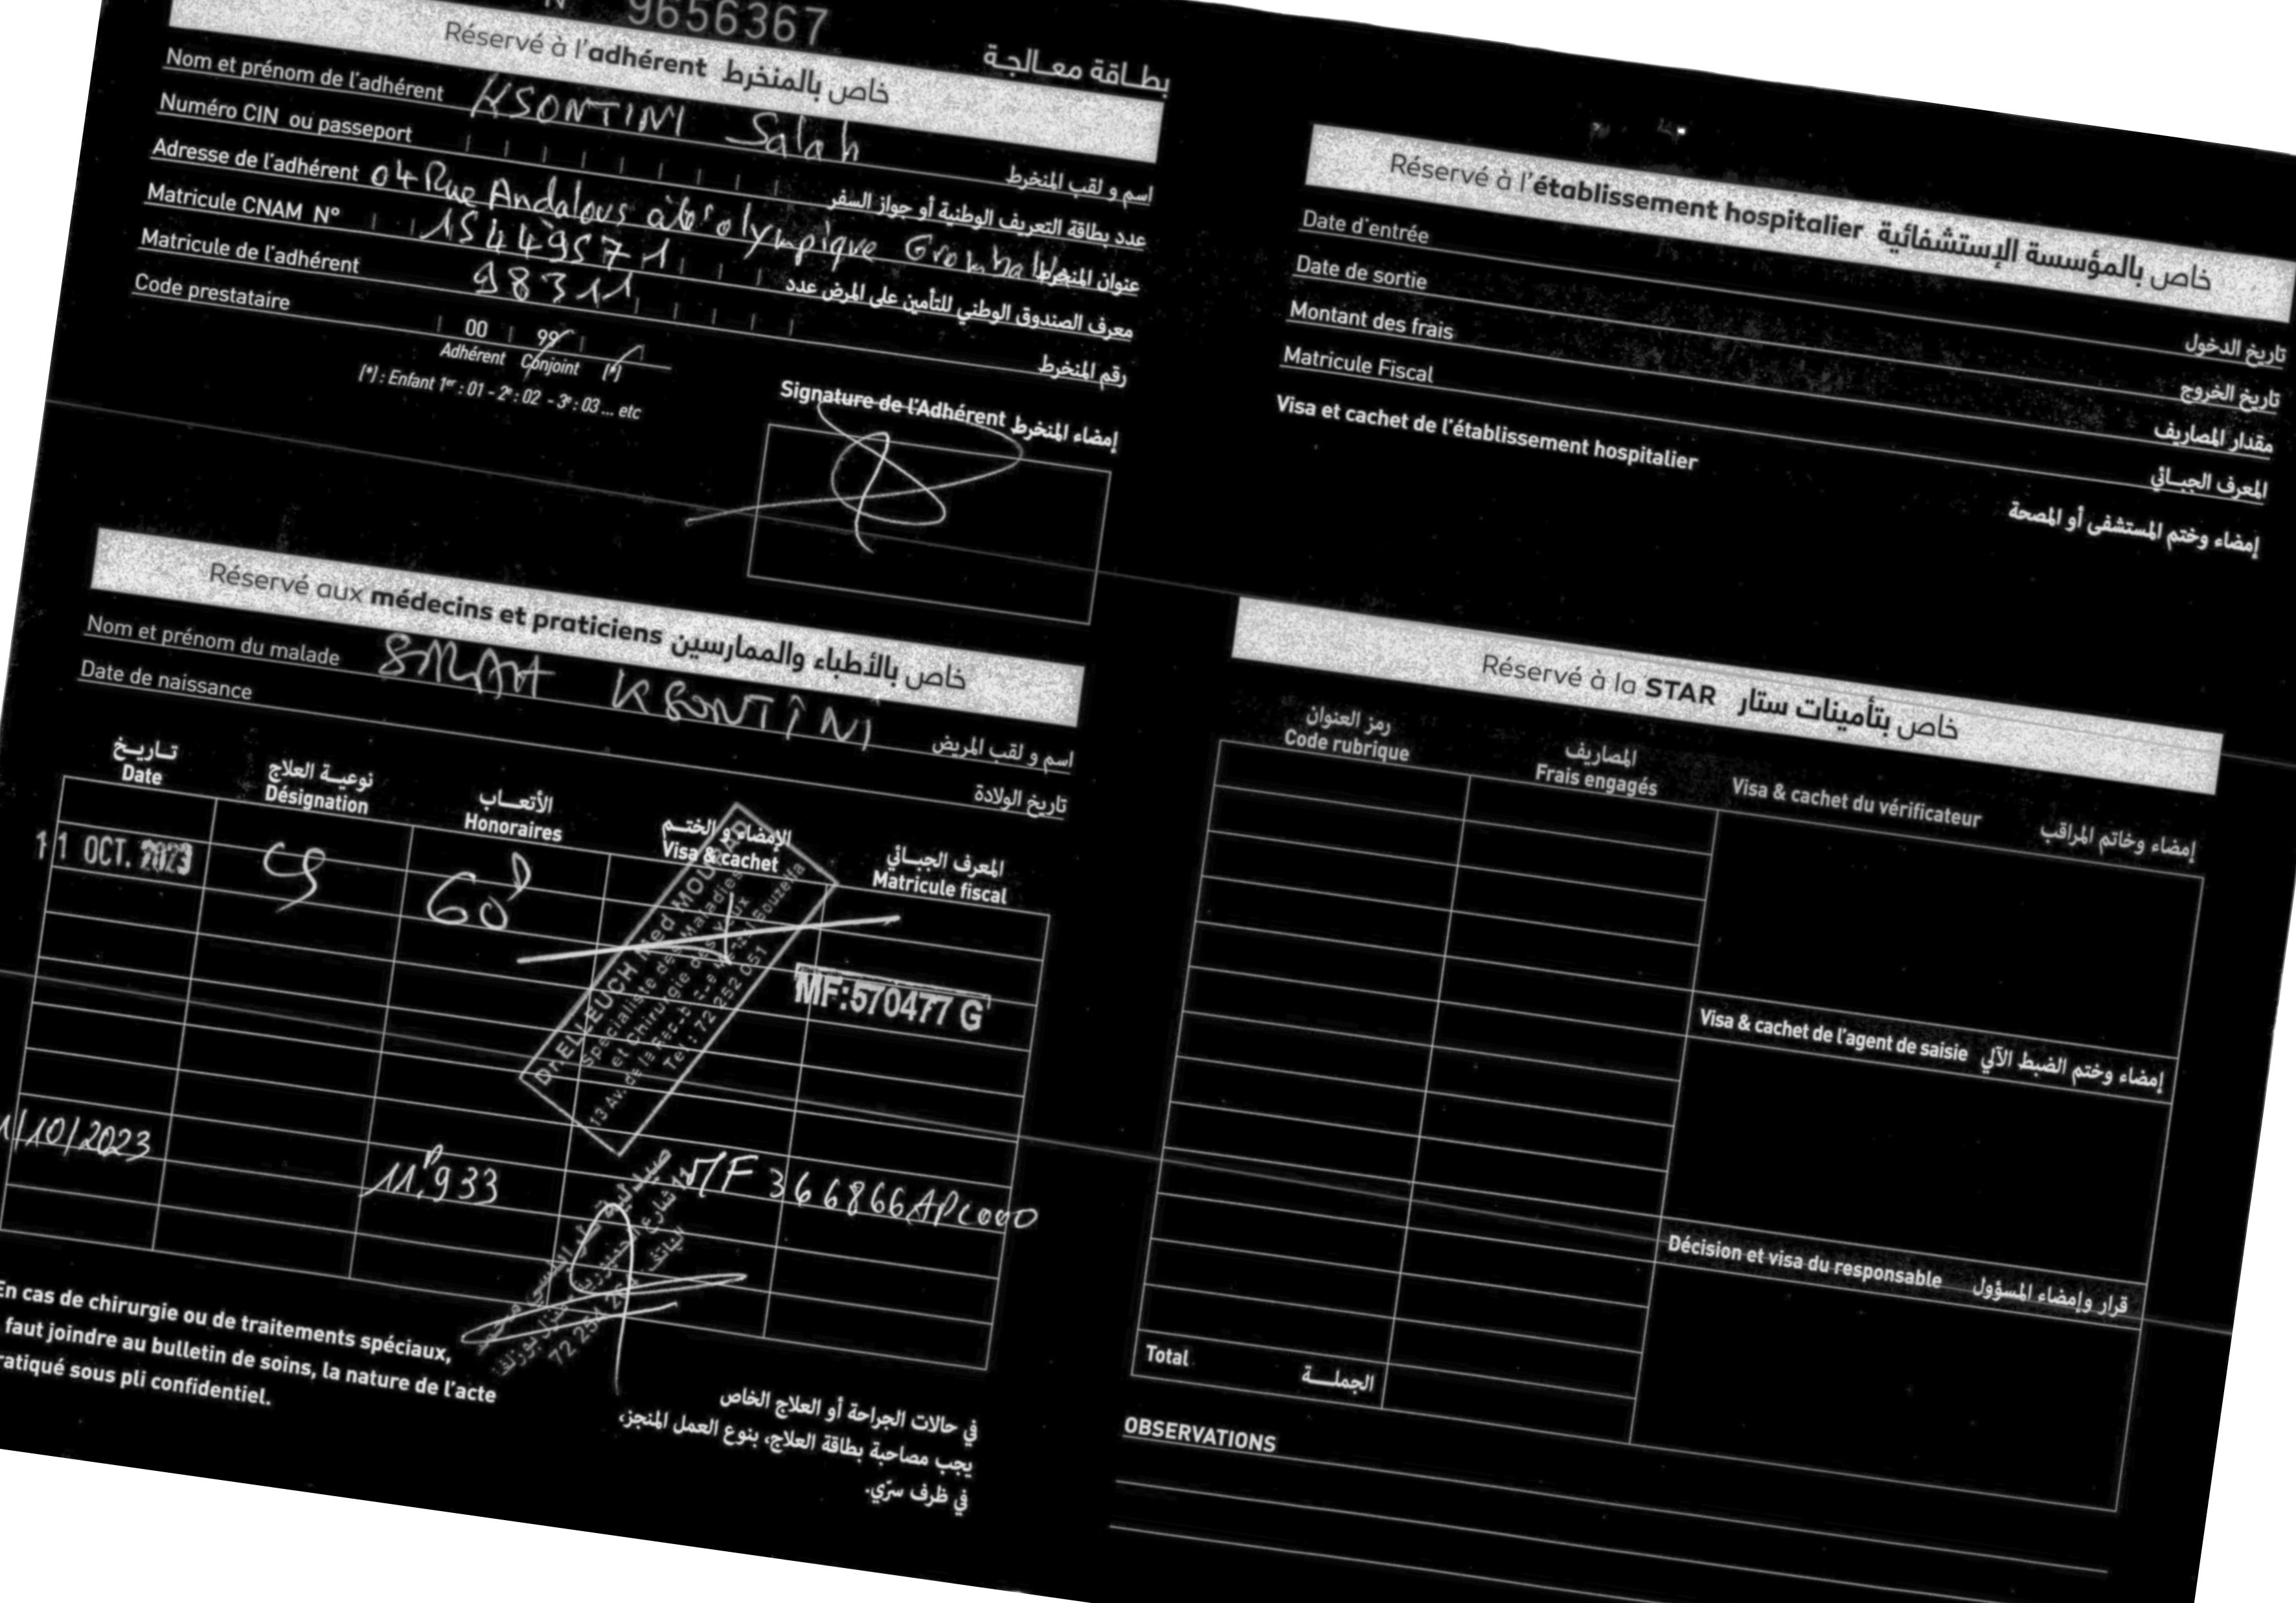 N° 9656367
بطاقة معالجة
Réservé à l'adhérent خاص بالمنخرط
Nom et prénom de l'adhérent KSONTINI Salah اسم و لقب المنخرط
Numéro CIN ou passeport عدد بطاقة التعريف الوطنية أو جواز السفر
Adresse de l'adhérent 04 Rue Andalous olympique عنوان المنخرط
Matricule CNAM N° 15449571 معرف الصندوق الوطني للتأمين على المرض عدد
Matricule de l'adhérent 98311 رقم المنخرط
Code prestataire
00 99
Adhérent Conjoint (*)
(*) : Enfant 1er : 01 - 2e : 02 - 3e : 03 ... etc
Signature de l'Adhérent إمضاء المنخرط
Réservé aux médecins et praticiens خاص بالأطباء والممارسين
Nom et prénom du malade SALAH KSONTINI اسم و لقب المريض
Date de naissance تاريخ الولادة
تاريخ نوعية العلاج الأتعاب الإمضاء و الختم المعرف الجبائي
Date Désignation Honoraires Visa & cachet Matricule fiscal
11 OCT. 2023 CS 60D
MF:570477 G
Dr ELLEUCH Med
Spécialiste des Maladies
et Chirurgie des Yeux
13 Av. de la
Tel : 72 252 051
11/10/2023 11D,933 M/F 366866APC000
En cas de chirurgie ou de traitements spéciaux,
faut joindre au bulletin de soins, la nature de l'acte
ratiqué sous pli confidentiel.
في حالات الجراحة أو العلاج الخاص
يجب مصاحبة بطاقة العلاج، بنوع العمل المنجز،
في ظرف سرّي.
Réservé à l'établissement hospitalier خاص بالمؤسسة الإستشفائية
Date d'entrée تاريخ الدخول
Date de sortie تاريخ الخروج
Montant des frais مقدار المصاريف
Matricule Fiscal المعرف الجبائي
Visa et cachet de l'établissement hospitalier إمضاء وختم المستشفى أو المصحة
Réservé à la STAR خاص بتأمينات ستار
رمز العنوان المصاريف
Code rubrique Frais engagés Visa & cachet du vérificateur إمضاء وخاتم المراقب
Visa & cachet de l'agent de saisie إمضاء وختم الضبط الآلي
Décision et visa du responsable قرار وإمضاء المسؤول
Total الجملة
OBSERVATIONS